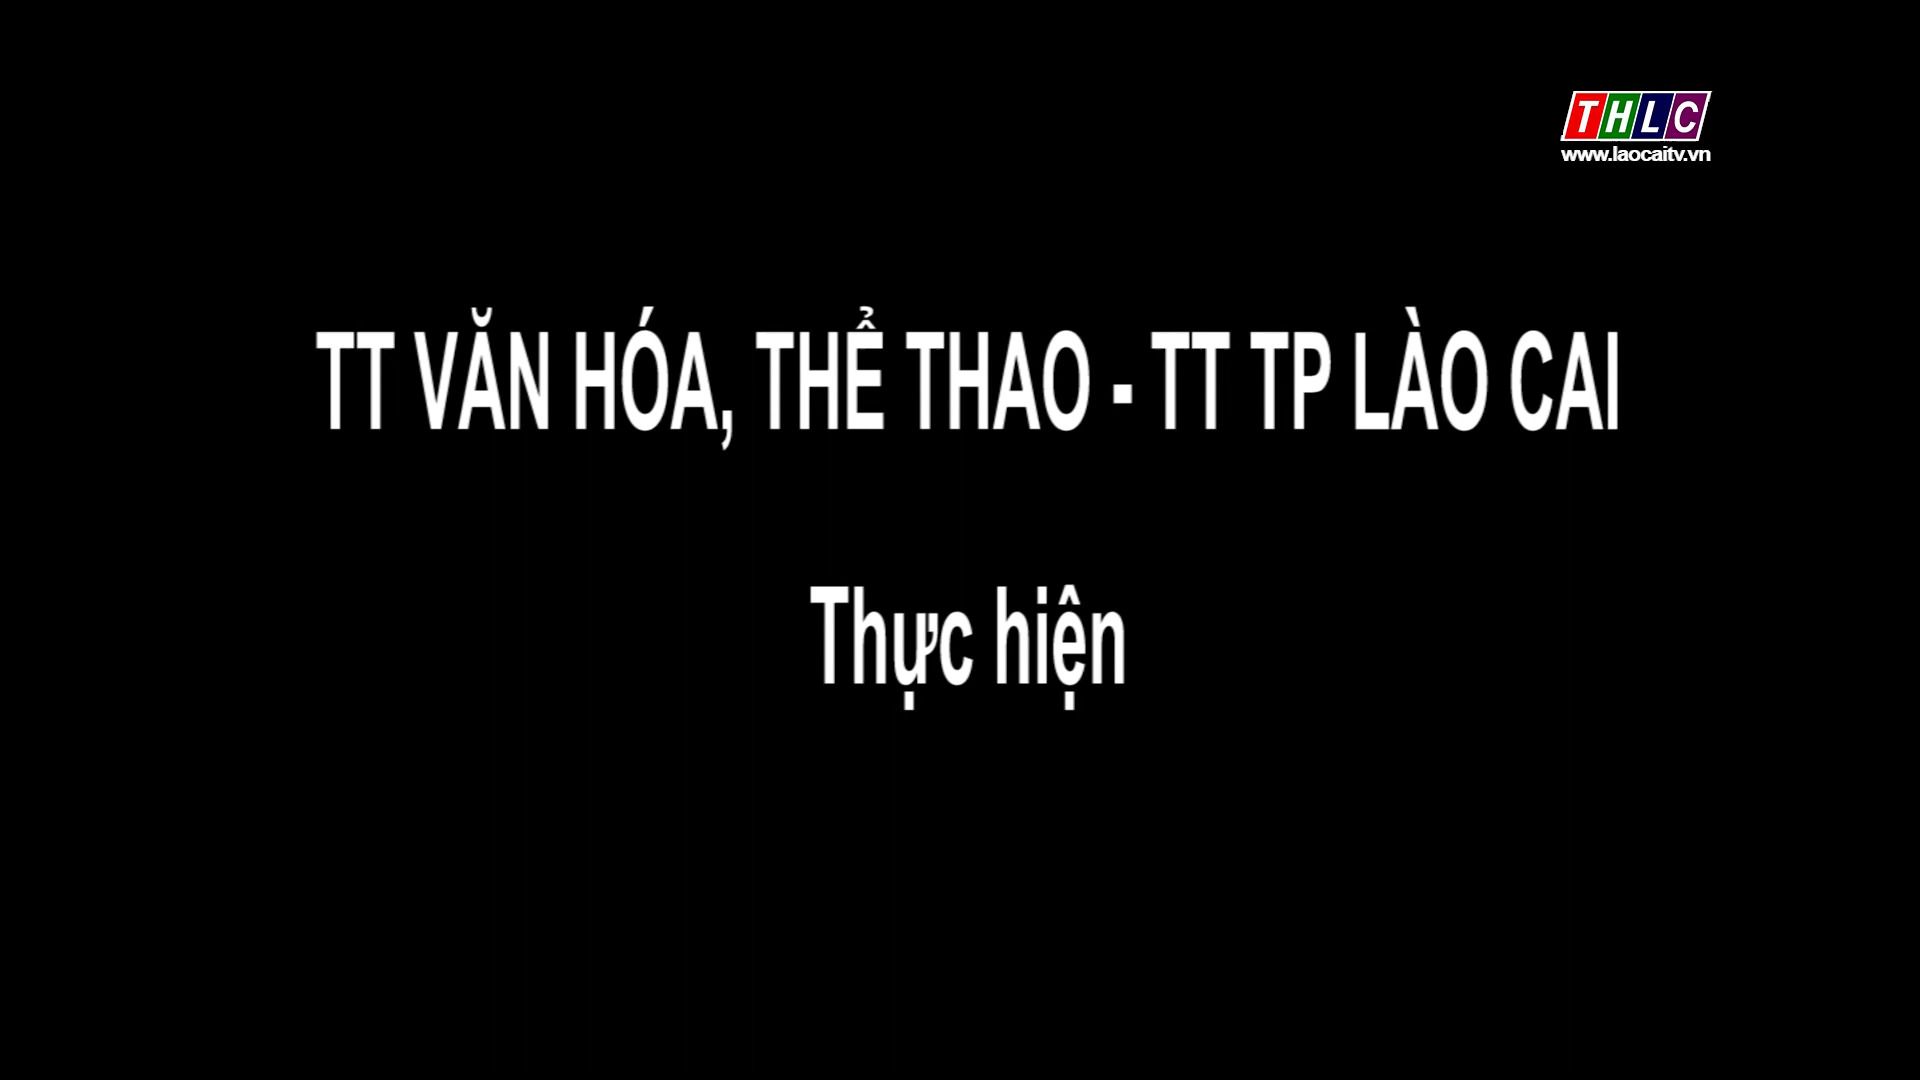 THLC
www.laocaitv.vn
TT VĂN HÓA, THỂ THAO - TT TP LÀO CAI
Thực hiện